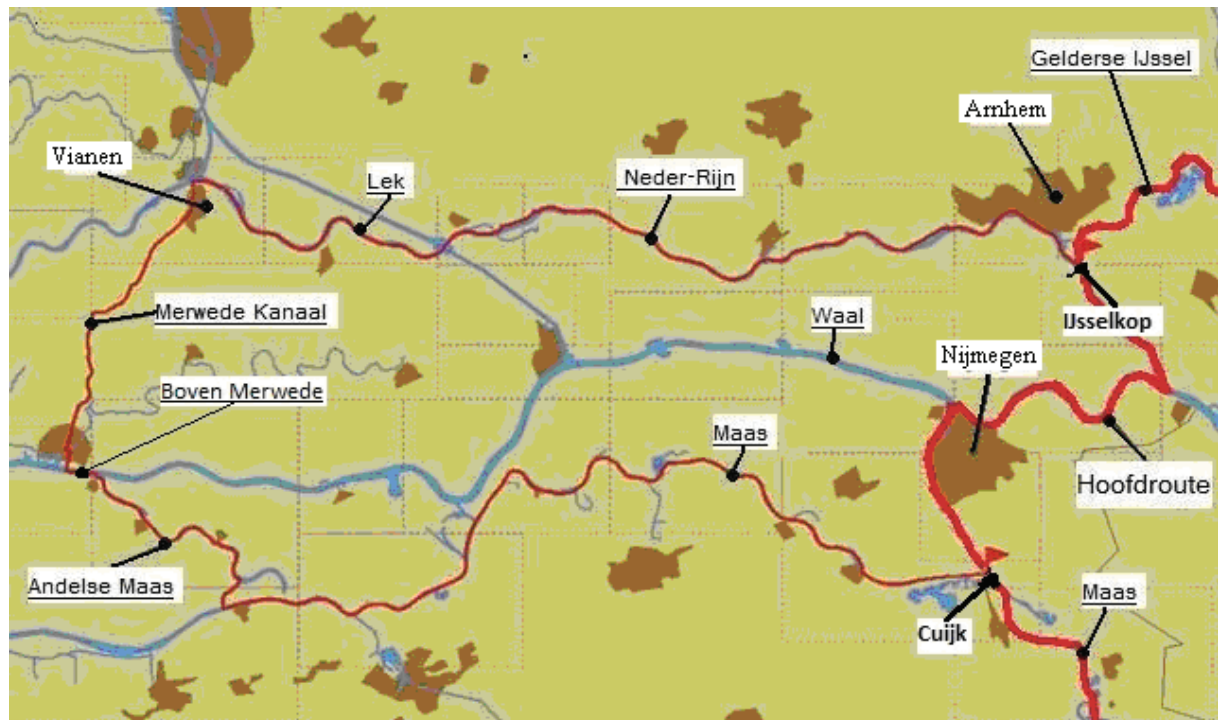 Gelderse IJssel
Arnhem
Vianen
Lek
Neder-Rijn
Merwede Kanaal
Waal
IJsselkop
Nijmegen
Boven Merwede
Maas
Hoofdroute
Andelse Maas
Cuijk
Maas